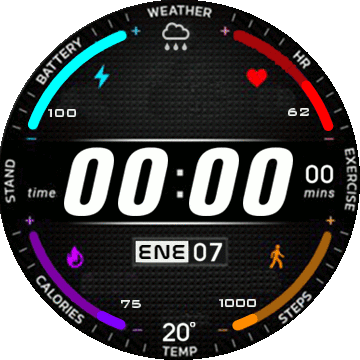 WEATHER
BATTERY
HR
100
62
STAND
EXERCISE
time
00:00
00
mins
ENE 07
75
1000
CALORIES
STEPS
20°
TEMP